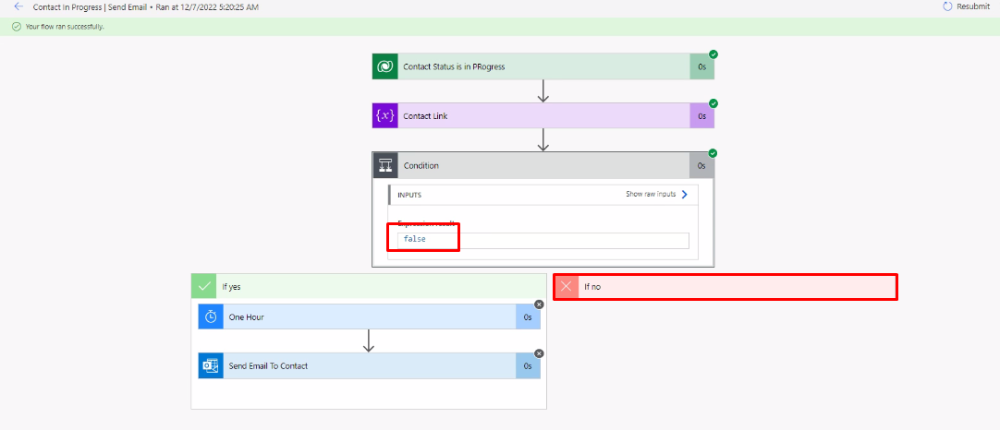 Contact In Progress | Send Email • Ran at 12/7/2022 5:20:25 AM
Resubmit
Your flow ran successfully.
Contact Status is in PRogress
0s
{x}
Contact Link
0s
Condition
0s
INPUTS
Show raw inputs
Expression result
false
If yes
If no
One Hour
0s
Send Email To Contact
0s